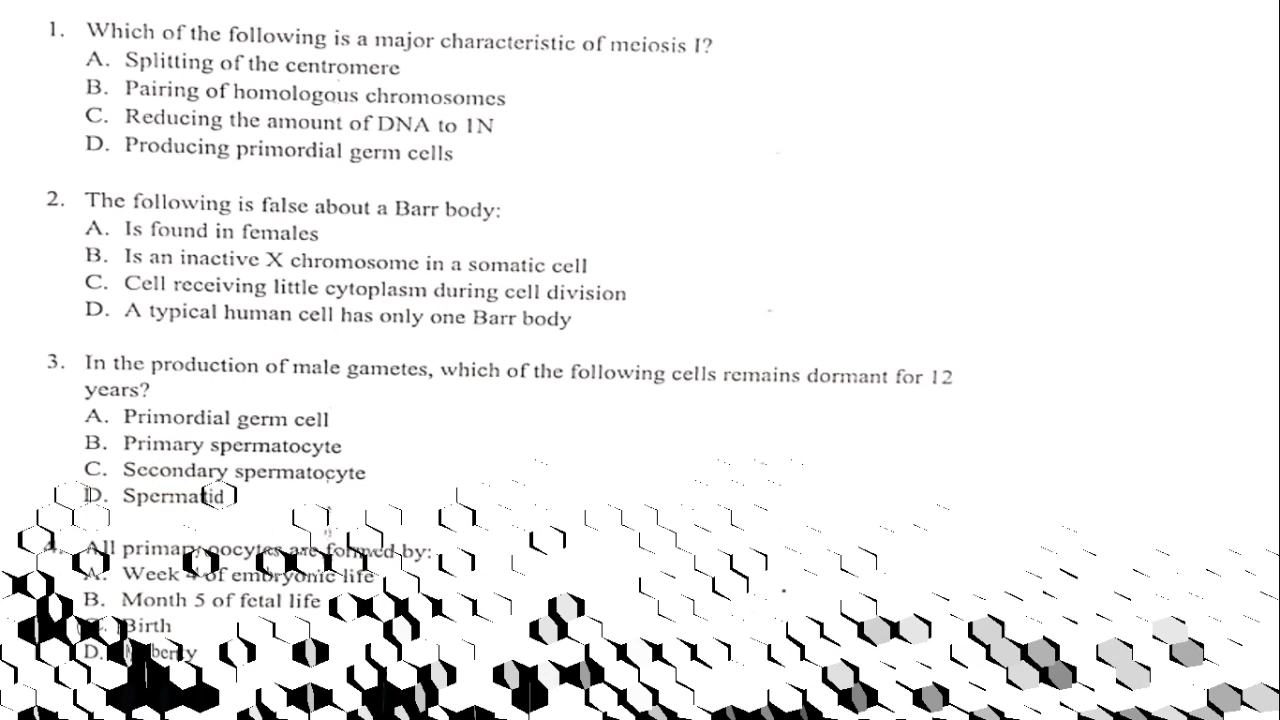 1. Which of the following is a major characteristic of meiosis I?
A. Splitting of the centromere
B. Pairing of homologous chromosomes
C. Reducing the amount of DNA to 1N
D. Producing primordial germ cells
2. The following is false about a Barr body:
A. Is found in females
B. Is an inactive X chromosome in a somatic cell
C. Cell receiving little cytoplasm during cell division
D. A typical human cell has only one Barr body
3. In the production of male gametes, which of the following cells remains dormant for 12
years?
A. Primordial germ cell
B. Primary spermatocyte
C. Secondary spermatocyte
D. Spermatid
4. All primary oocytes are formed by:
A. Week 4 of embryonic life
B. Month 5 of fetal life
C. Birth
D. Puberty